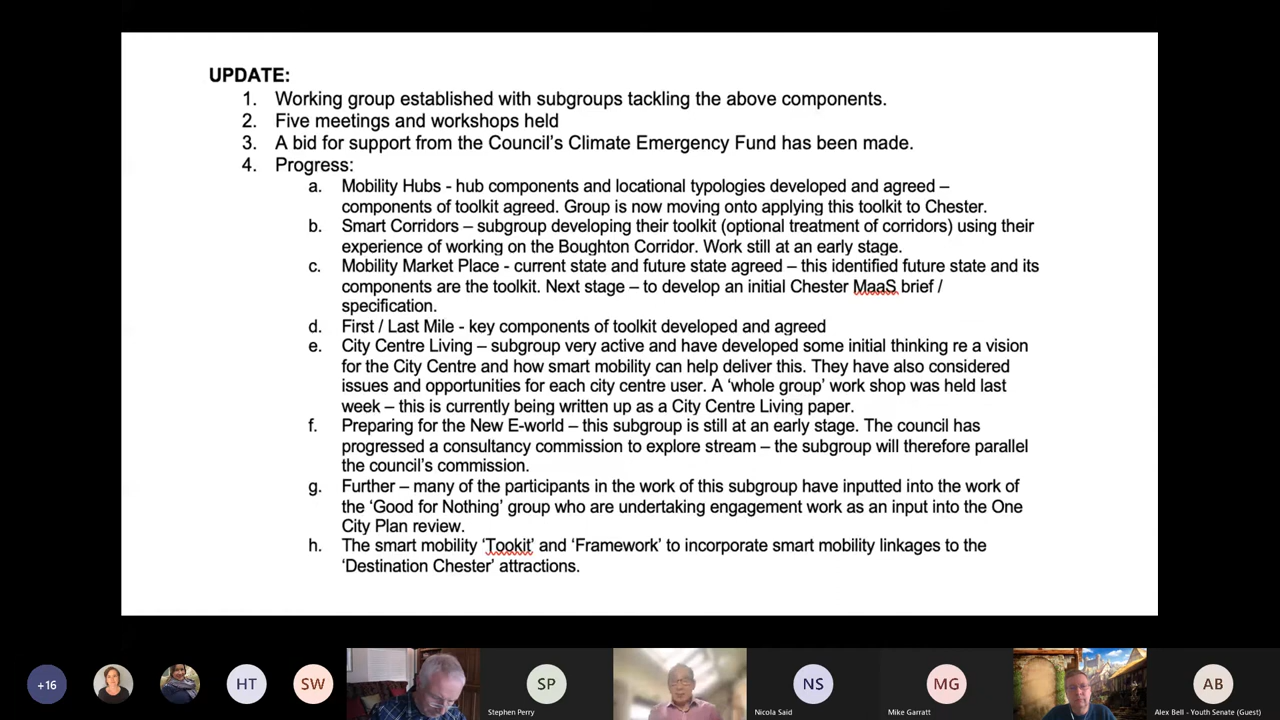 UPDATE:
1. Working group established with subgroups tackling the above components.
2. Five meetings and workshops held
3. A bid for support from the Council's Climate Emergency Fund has been made.
4. Progress:
a. Mobility Hubs - hub components and locational typologies developed and agreed –
components of toolkit agreed. Group is now moving onto applying this toolkit to Chester.
b. Smart Corridors – subgroup developing their toolkit (optional treatment of corridors) using their
experience of working on the Boughton Corridor. Work still at an early stage.
c. Mobility Market Place - current state and future state agreed – this identified future state and its
components are the toolkit. Next stage – to develop an initial Chester MaaS brief /
specification.
d. First / Last Mile - key components of toolkit developed and agreed
e. City Centre Living – subgroup very active and have developed some initial thinking re a vision
for the City Centre and how smart mobility can help deliver this. They have also considered
issues and opportunities for each city centre user. A 'whole group' work shop was held last
week – this is currently being written up as a City Centre Living paper.
f. Preparing for the New E-world – this subgroup is still at an early stage. The council has
progressed a consultancy commission to explore stream – the subgroup will therefore parallel
the council's commission.
g. Further – many of the participants in the work of this subgroup have inputted into the work of
the 'Good for Nothing' group who are undertaking engagement work as an input into the One
City Plan review.
h. The smart mobility 'Tookit' and 'Framework' to incorporate smart mobility linkages to the
'Destination Chester' attractions.
+16
HT
SW
SP
Stephen Perry
NS
Nicola Said
MG
Mike Garratt
AB
Alex Bell - Youth Senate (Guest)